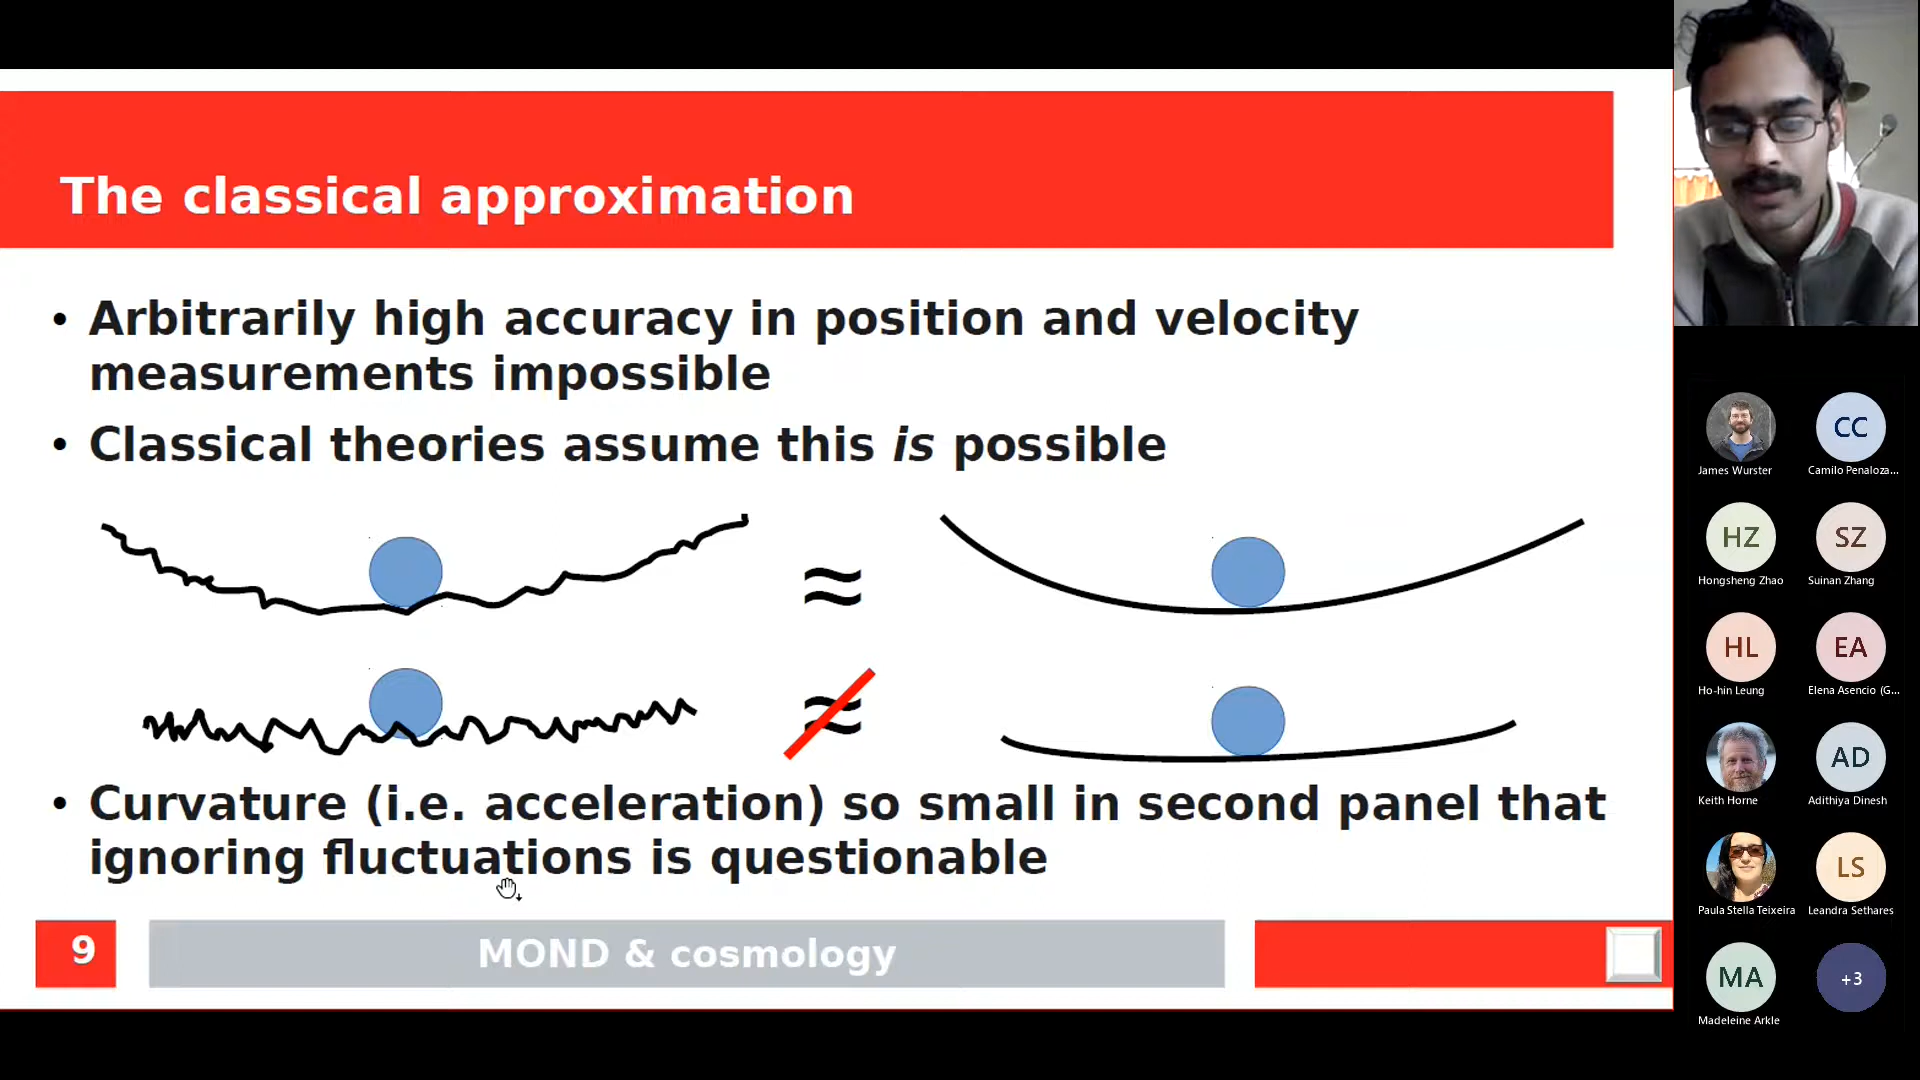 The classical approximation
• Arbitrarily high accuracy in position and velocity
measurements impossible
• Classical theories assume this is possible
≈
≈
• Curvature (i.e. acceleration) so small in second panel that
ignoring fluctuations is questionable
9
MOND & cosmology
James Wurster
CC
Camilo Penaloza...
HZ
Hongsheng Zhao
SZ
Suinan Zhang
HL
Ho-hin Leung
EA
Elena Asencio (G...
Keith Horne
AD
Adithiya Dinesh
Paula Stella Teixeira
LS
Leandra Sethares
MA
Madeleine Arkle
+3